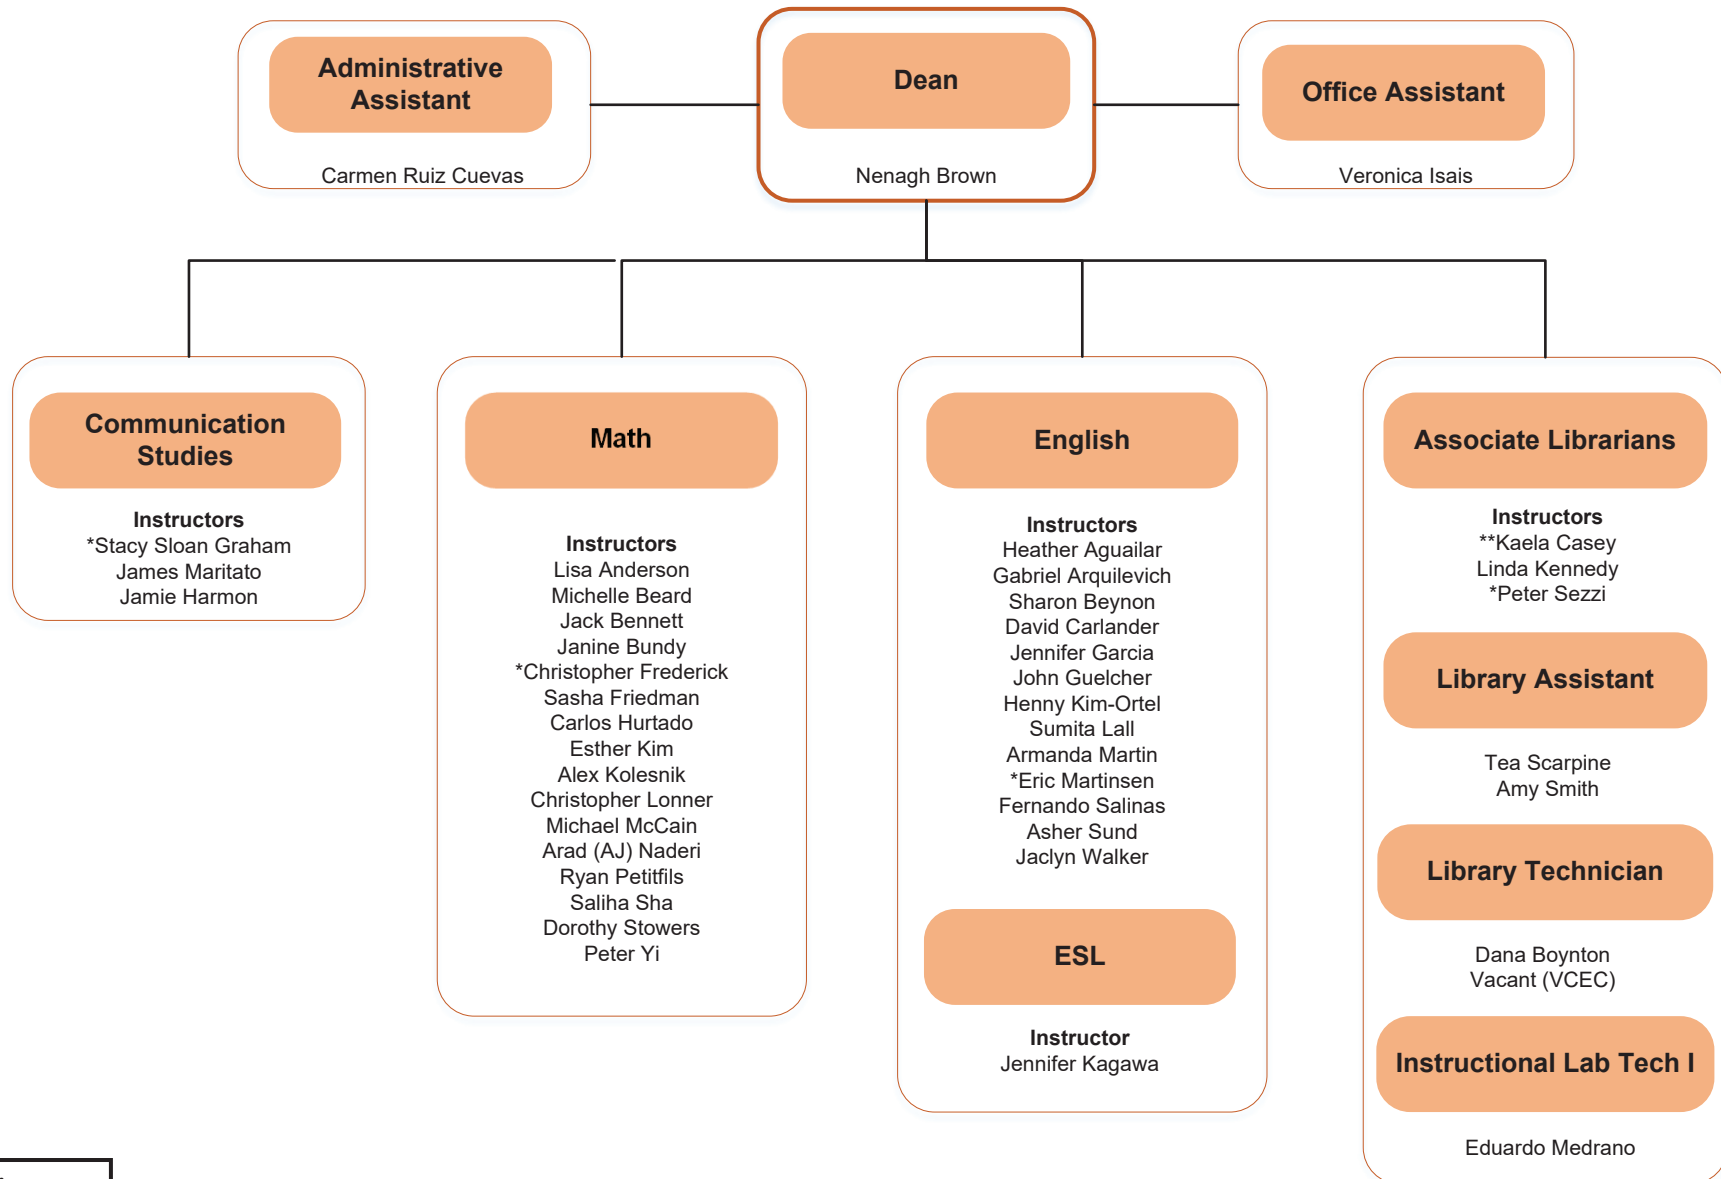 Administrative
Assistant
Carmen Ruiz Cuevas
Dean
Nenagh Brown
Office Assistant
Veronica Isais
Communication
Studies
Instructors
*Stacy Sloan Graham
James Maritato
Jamie Harmon
Math
Instructors
Lisa Anderson
Michelle Beard
Jack Bennett
Janine Bundy
*Christopher Frederick
Sasha Friedman
Carlos Hurtado
Esther Kim
Alex Kolesnik
Christopher Lonner
Michael McCain
Arad (AJ) Naderi
Ryan Petitfils
Saliha Sha
Dorothy Stowers
Peter Yi
English
Instructors
Heather Aguailar
Gabriel Arquilevich
Sharon Beynon
David Carlander
Jennifer Garcia
John Guelcher
Henny Kim-Ortel
Sumita Lall
Armanda Martin
*Eric Martinsen
Fernando Salinas
Asher Sund
Jaclyn Walker
ESL
Instructor
Jennifer Kagawa
Associate Librarians
Instructors
**Kaela Casey
Linda Kennedy
*Peter Sezzi
Library Assistant
Tea Scarpine
Amy Smith
Library Technician
Dana Boynton
Vacant (VCEC)
Instructional Lab Tech I
Eduardo Medrano